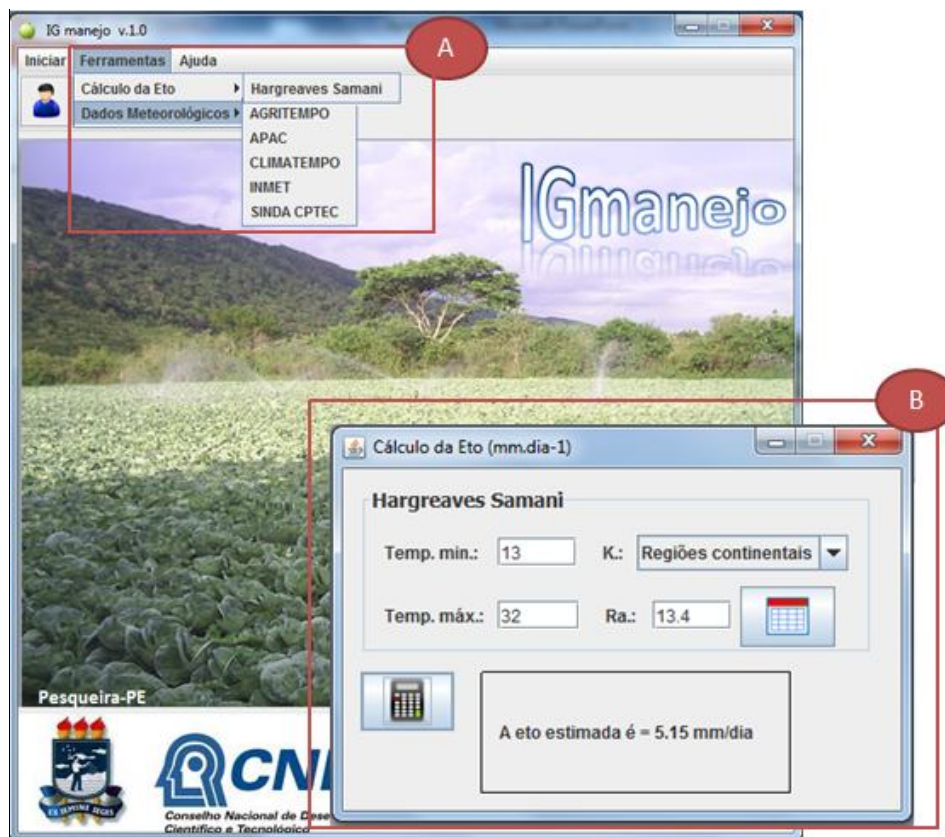 IG manejo v.1.0
A
Iniciar Ferramentas Ajuda
Cálculo da Eto
Hargreaves Samani
Dados Meteorológicos
AGRITEMPO
APAC
CLIMATEMPO
INMET
SINDA CPTEC
IGmanejo
B
Cálculo da Eto (mm.dia-1)
Hargreaves Samani
Temp. min.: 13 K.: Regiões continentais
Temp. máx.: 32 Ra.: 13.4
A eto estimada é = 5.15 mm/dia
Pesqueira-PE
Conselho Nacional de
Científico e Tecnológico